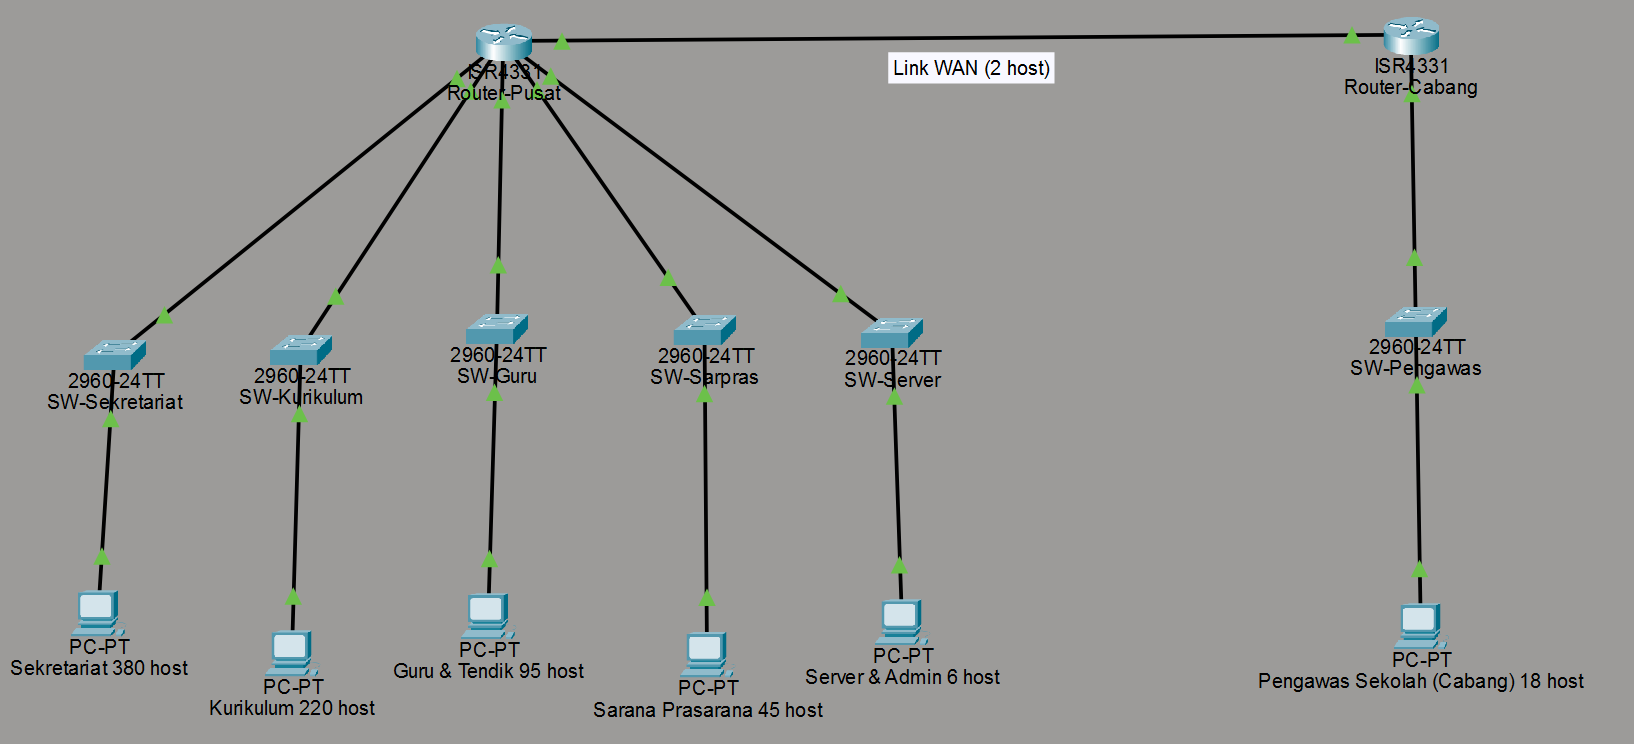 ISR4331
Router-Pusat
Link WAN (2 host)
ISR4331
Router-Cabang
2960-24TT
SW-Sekretariat
2960-24TT
SW-Kurikulum
2960-24TT
SW-Guru
2960-24TT
SW-Sarpras
2960-24TT
SW-Server
2960-24TT
SW-Pengawas
PC-PT
Sekretariat 380 host
PC-PT
Kurikulum 220 host
PC-PT
Guru & Tendik 95 host
PC-PT
Sarana Prasarana 45 host
PC-PT
Server & Admin 6 host
PC-PT
Pengawas Sekolah (Cabang) 18 host